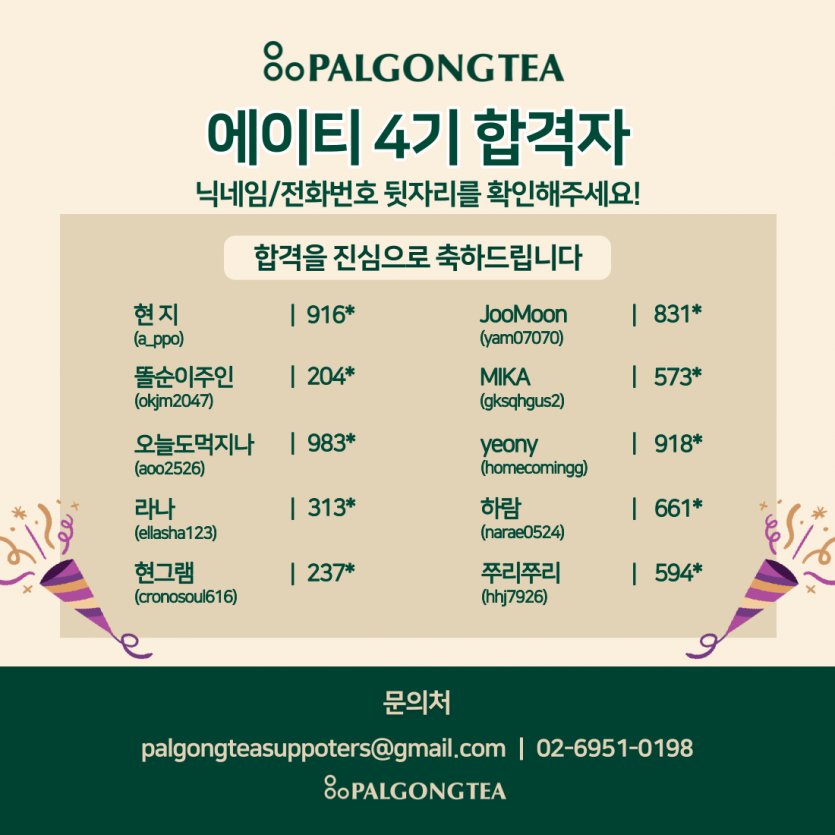 PALGONGTEA
에이티 4기 합격자
닉네임/전화번호 뒷자리를 확인해주세요!
합격을 진심으로 축하드립니다
현 지 | 916*
(a_ppo)
똘순이주인 | 204*
(okjm2047)
오늘도먹지나 | 983*
(aoo2526)
라나 | 313*
(ellasha123)
현그램 | 237*
(cronosoul616)
JooMoon | 831*
(yam07070)
MIKA | 573*
(gksqhgus2)
yeony | 918*
(homecomingg)
하람 | 661*
(narae0524)
쭈리쭈리 | 594*
(hhj7926)
문의처
palgongteasuppoters@gmail.com | 02-6951-0198
PALGONGTEA